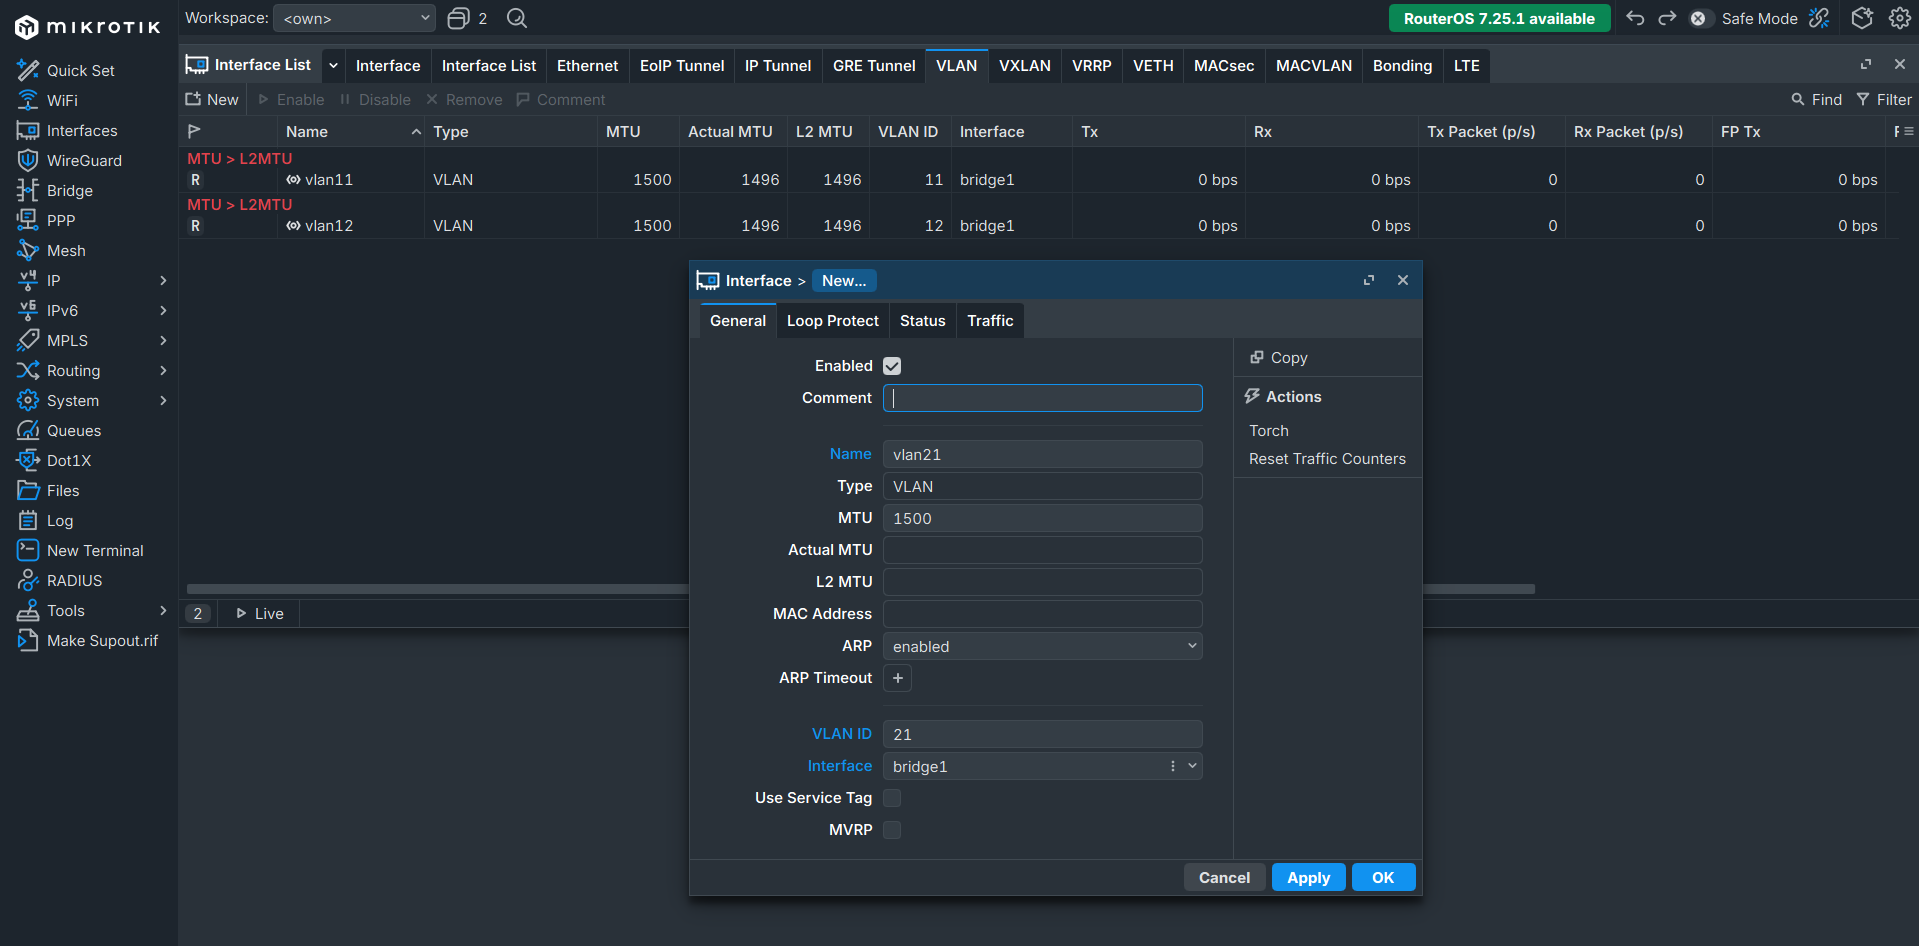 mikrotik
Workspace: <own> 2 RouterOS 7.25.1 available Safe Mode
Quick Set
WiFi
Interfaces
WireGuard
Bridge
PPP
Mesh
IP
IPv6
MPLS
Routing
System
Queues
Dot1X
Files
Log
New Terminal
RADIUS
Tools
Make Supout.rif
Interface List Interface Interface List Ethernet EoIP Tunnel IP Tunnel GRE Tunnel VLAN VXLAN VRRP VETH MACsec MACVLAN Bonding LTE
New Enable Disable Remove Comment Find Filter
Name Type MTU Actual MTU L2 MTU VLAN ID Interface Tx Rx Tx Packet (p/s) Rx Packet (p/s) FP Tx
MTU > L2MTU
R vlan11 VLAN 1500 1496 1496 11 bridge1 0 bps 0 bps 0 0 0 bps
MTU > L2MTU
R vlan12 VLAN 1500 1496 1496 12 bridge1 0 bps 0 bps 0 0 0 bps
2 Live
Interface > New...
General Loop Protect Status Traffic
Enabled
Comment
Name vlan21
Type VLAN
MTU 1500
Actual MTU
L2 MTU
MAC Address
ARP enabled
ARP Timeout +
VLAN ID 21
Interface bridge1
Use Service Tag
MVRP
Copy
Actions
Torch
Reset Traffic Counters
Cancel Apply OK